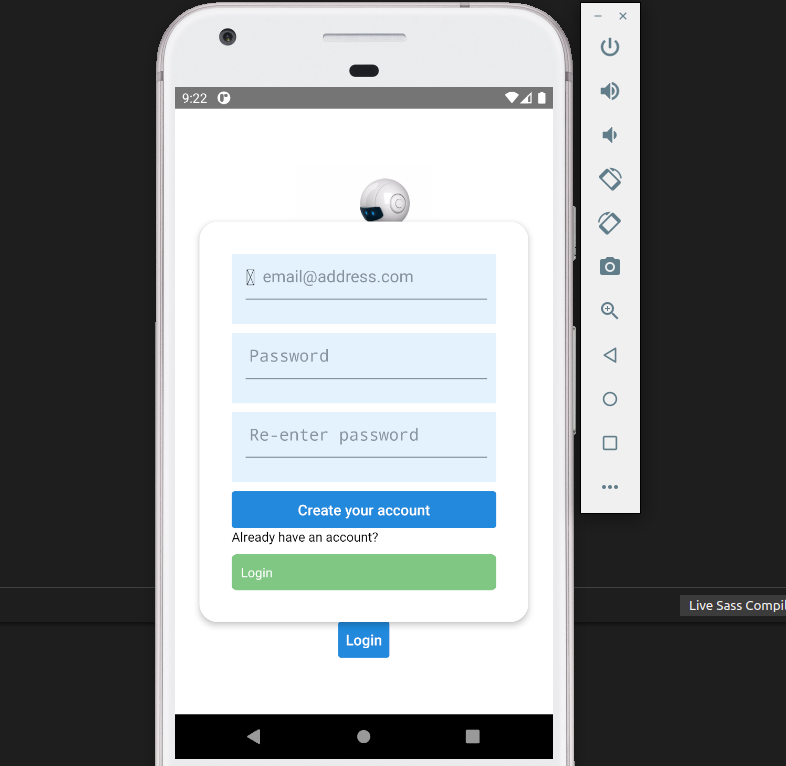 9:22
email@address.com
Password
Re-enter password
Create your account
Already have an account?
Login
Live Sass Compil
Login